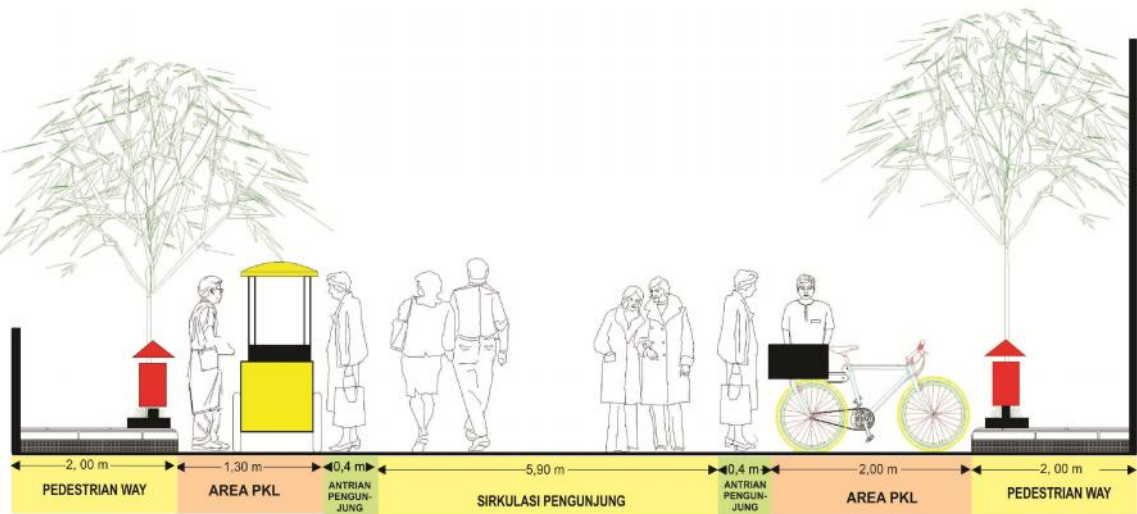 2, 00 m
1,30 m
0,4 m
5,90 m
0,4 m
2,00 m
2, 00 m
PEDESTRIAN WAY
AREA PKL
ANTRIAN
PENGUN-
JUNG
SIRKULASI PENGUNJUNG
ANTRIAN
PENGUN-
JUNG
AREA PKL
PEDESTRIAN WAY